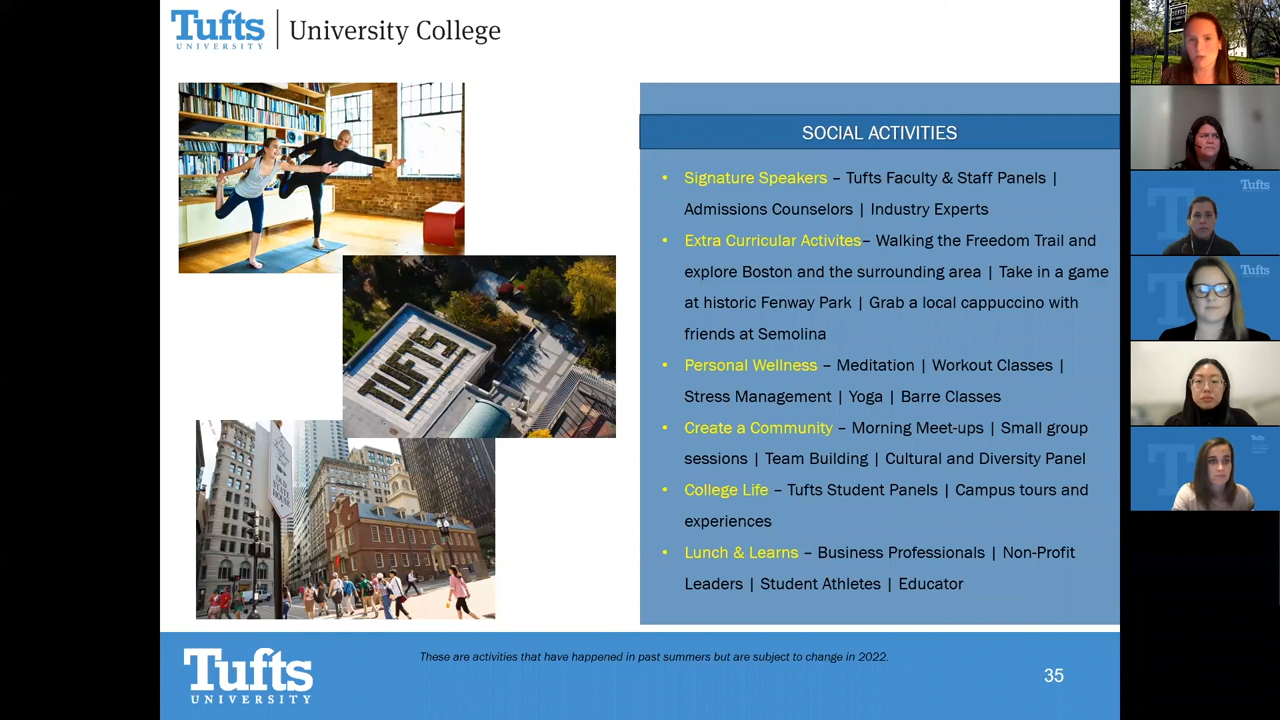 Tufts
UNIVERSITY
University College
SOCIAL ACTIVITIES
• Signature Speakers – Tufts Faculty & Staff Panels |
Admissions Counselors | Industry Experts
• Extra Curricular Activites– Walking the Freedom Trail and
explore Boston and the surrounding area | Take in a game
at historic Fenway Park | Grab a local cappuccino with
friends at Semolina
• Personal Wellness – Meditation | Workout Classes |
Stress Management | Yoga | Barre Classes
• Create a Community – Morning Meet-ups | Small group
sessions | Team Building | Cultural and Diversity Panel
• College Life – Tufts Student Panels | Campus tours and
experiences
• Lunch & Learns – Business Professionals | Non-Profit
Leaders | Student Athletes | Educator
TUFTS
Tufts
UNIVERSITY
These are activities that have happened in past summers but are subject to change in 2022.
35
TUFTS
Tufts
Tufts
Tufts